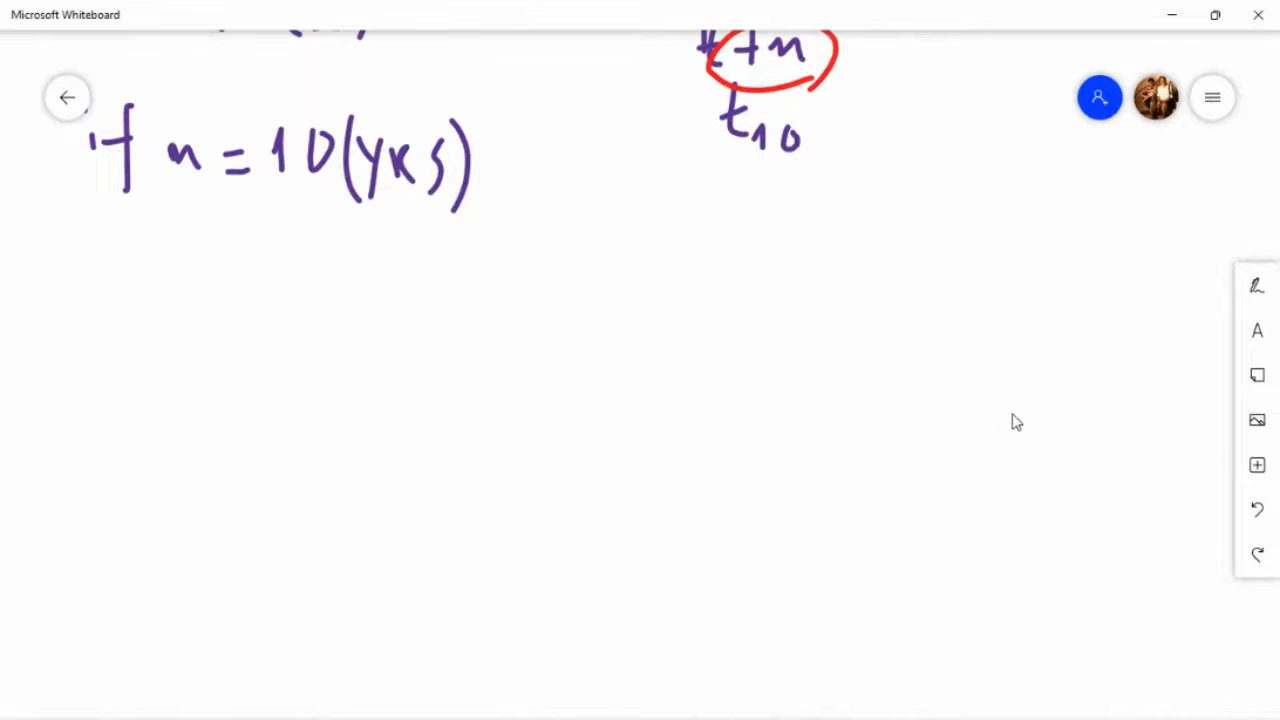 Microsoft Whiteboard
t+n
t10
if n = 10(yrs)